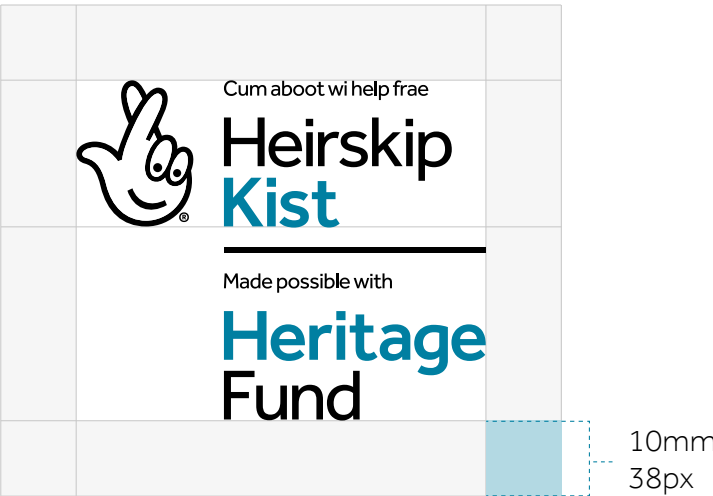 Cum aboot wi help frae
Heirskip
Kist
®
Made possible with
Heritage
Fund
10mm
38px